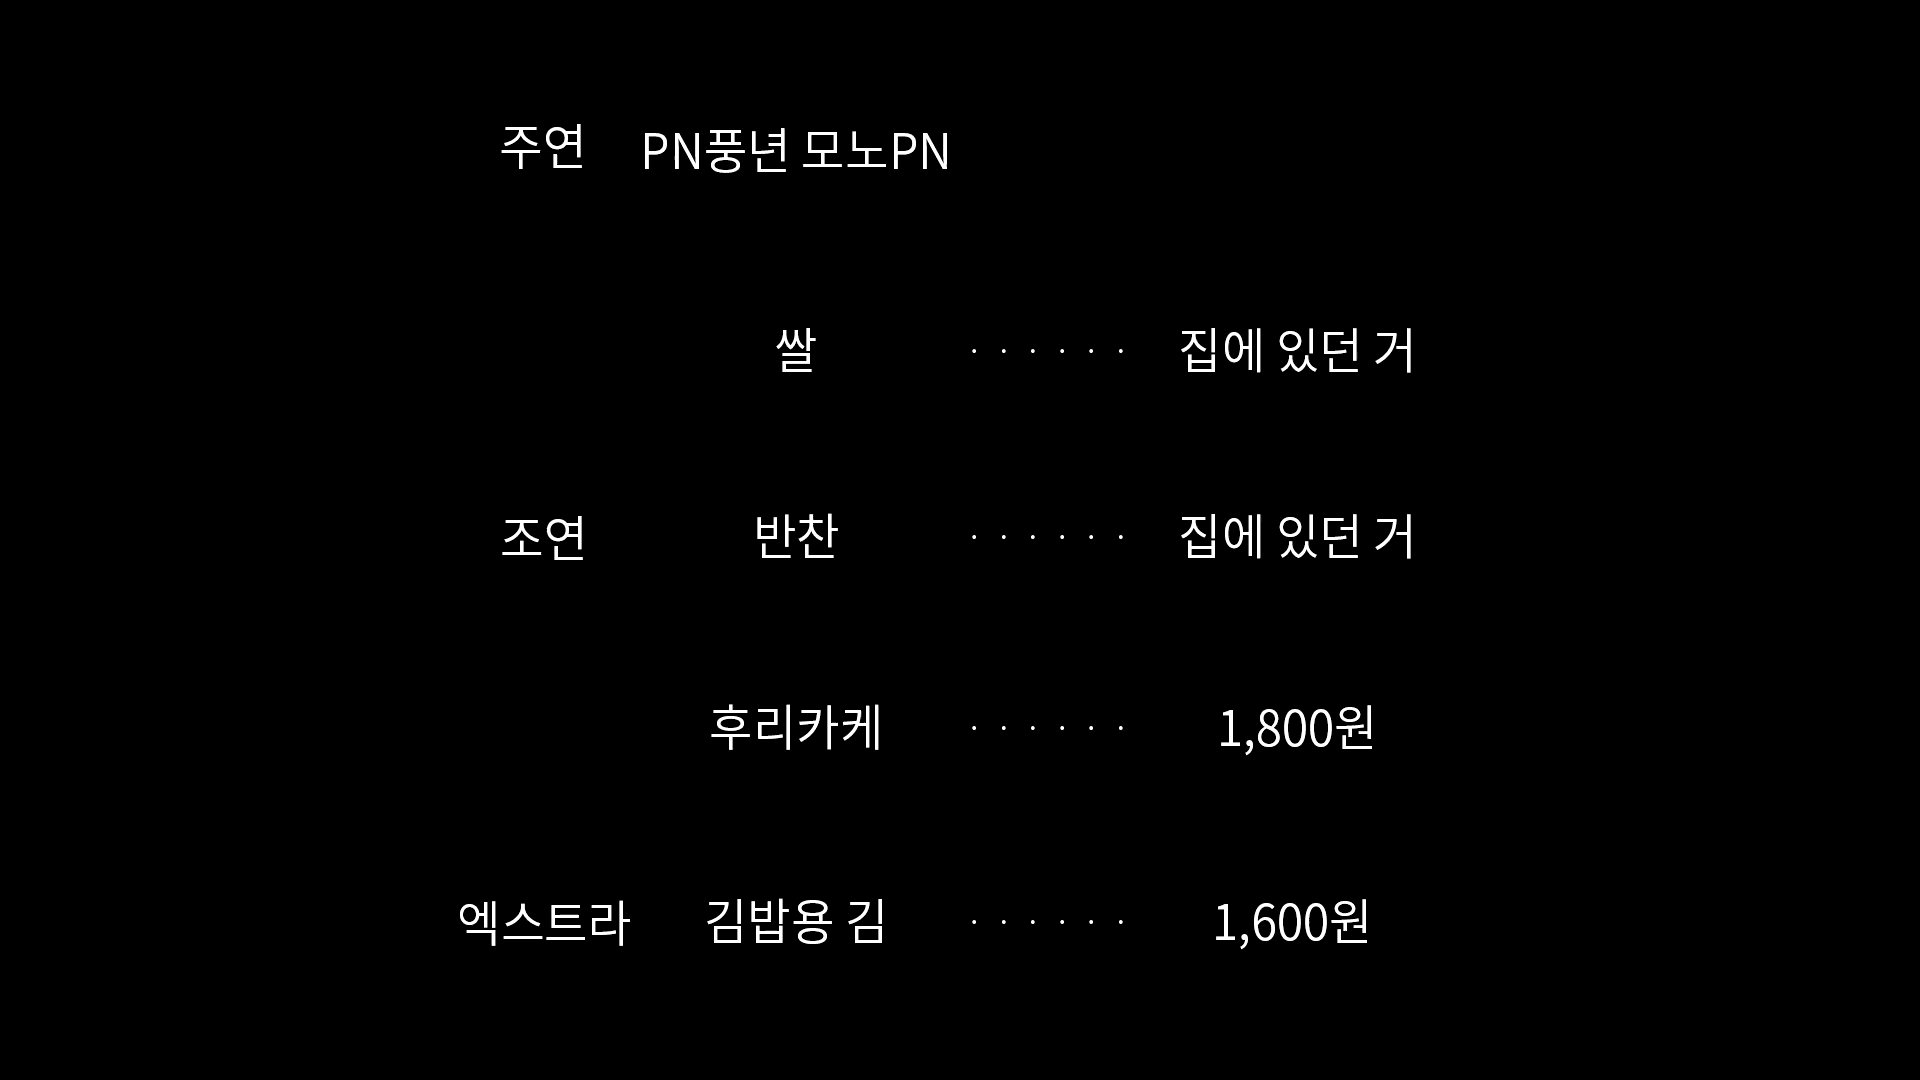 주연 PN풍년 모노PN
쌀 · · · · · · 집에 있던 거
조연 반찬 · · · · · · 집에 있던 거
후리카케 · · · · · · 1,800원
엑스트라 김밥용 김 · · · · · · 1,600원